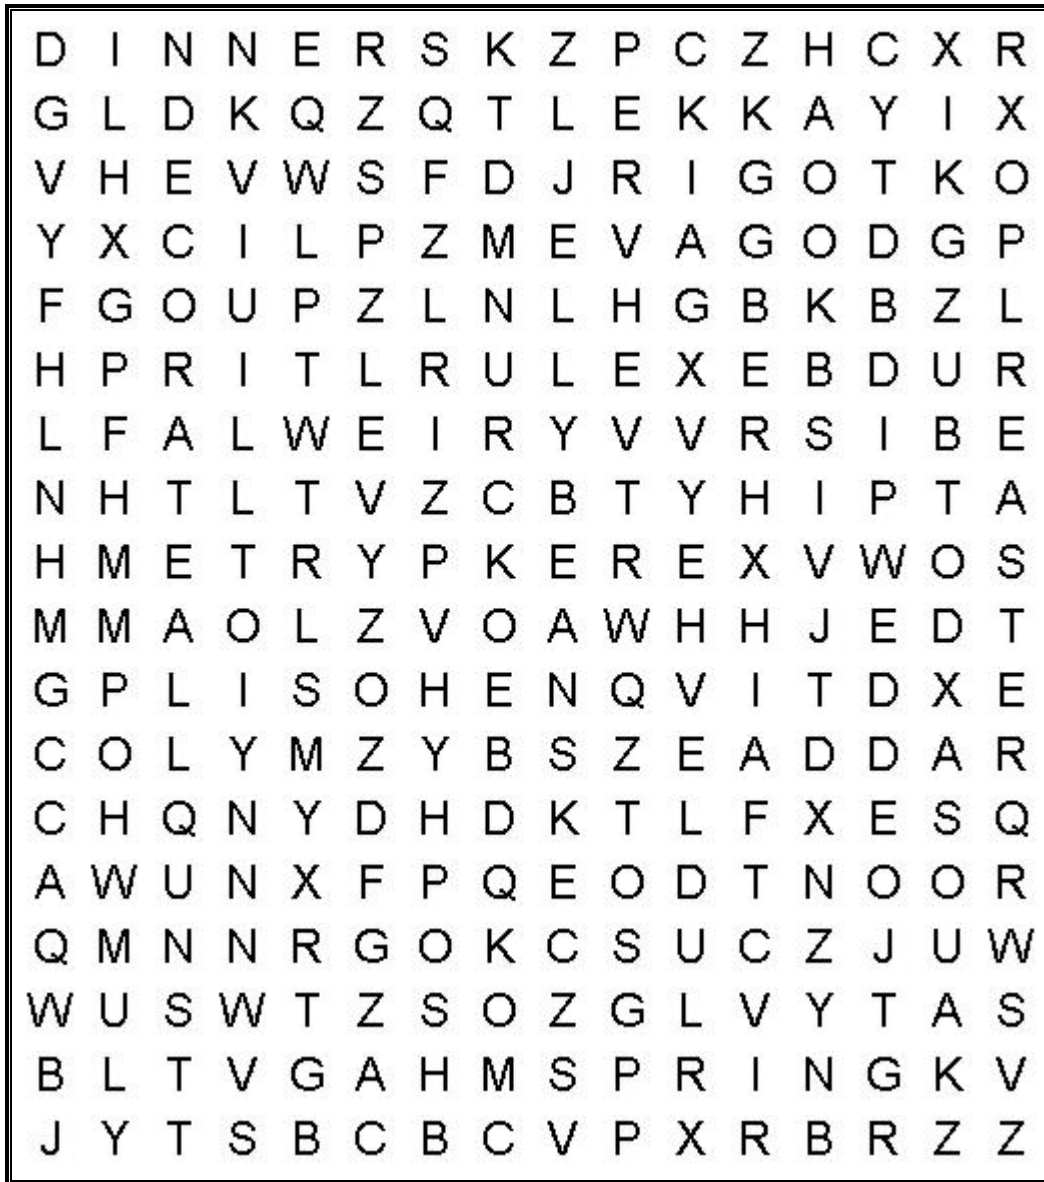 D I N N E R S K Z P C Z H C X R
G L D K Q Z Q T L E K K A Y I X
V H E V W S F D J R I G O T K O
Y X C I L P Z M E V A G O D G P
F G O U P Z L N L H G B K B Z L
H P R I T L R U L E X E B D U R
L F A L W E I R Y V V R S I B E
N H T L T V Z C B T Y H I P T A
H M E T R Y P K E R E X V W O S
M M A O L Z V O A W H H J E D T
G P L I S O H E N Q V I T D X E
C O L Y M Z Y B S Z E A D D A R
C H Q N Y D H D K T L F X E S Q
A W U N X F P Q E O D T N O O R
Q M N N R G O K C S U C Z J U W
W U S W T Z S O Z G L V Y T A S
B L T V G A H M S P R I N G K V
J Y T S B C B C V P X R B R Z Z